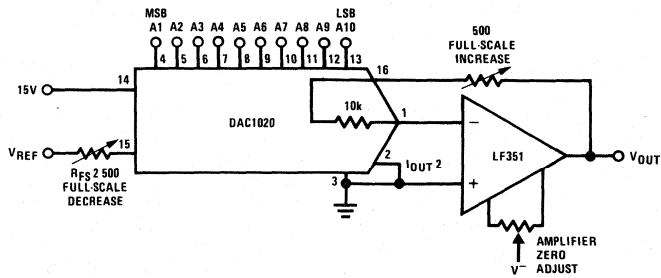 MSB LSB
A1 A2 A3 A4 A5 A6 A7 A8 A9 A10
4 5 6 7 8 9 10 11 12 13
500
FULL-SCALE
INCREASE
16
14
15V
10k
1
DAC1020
LF351
VREF
15
2
IOUT 2
VOUT
RFS 2 500
FULL-SCALE
DECREASE
3
AMPLIFIER
ZERO
ADJUST
V−
− +